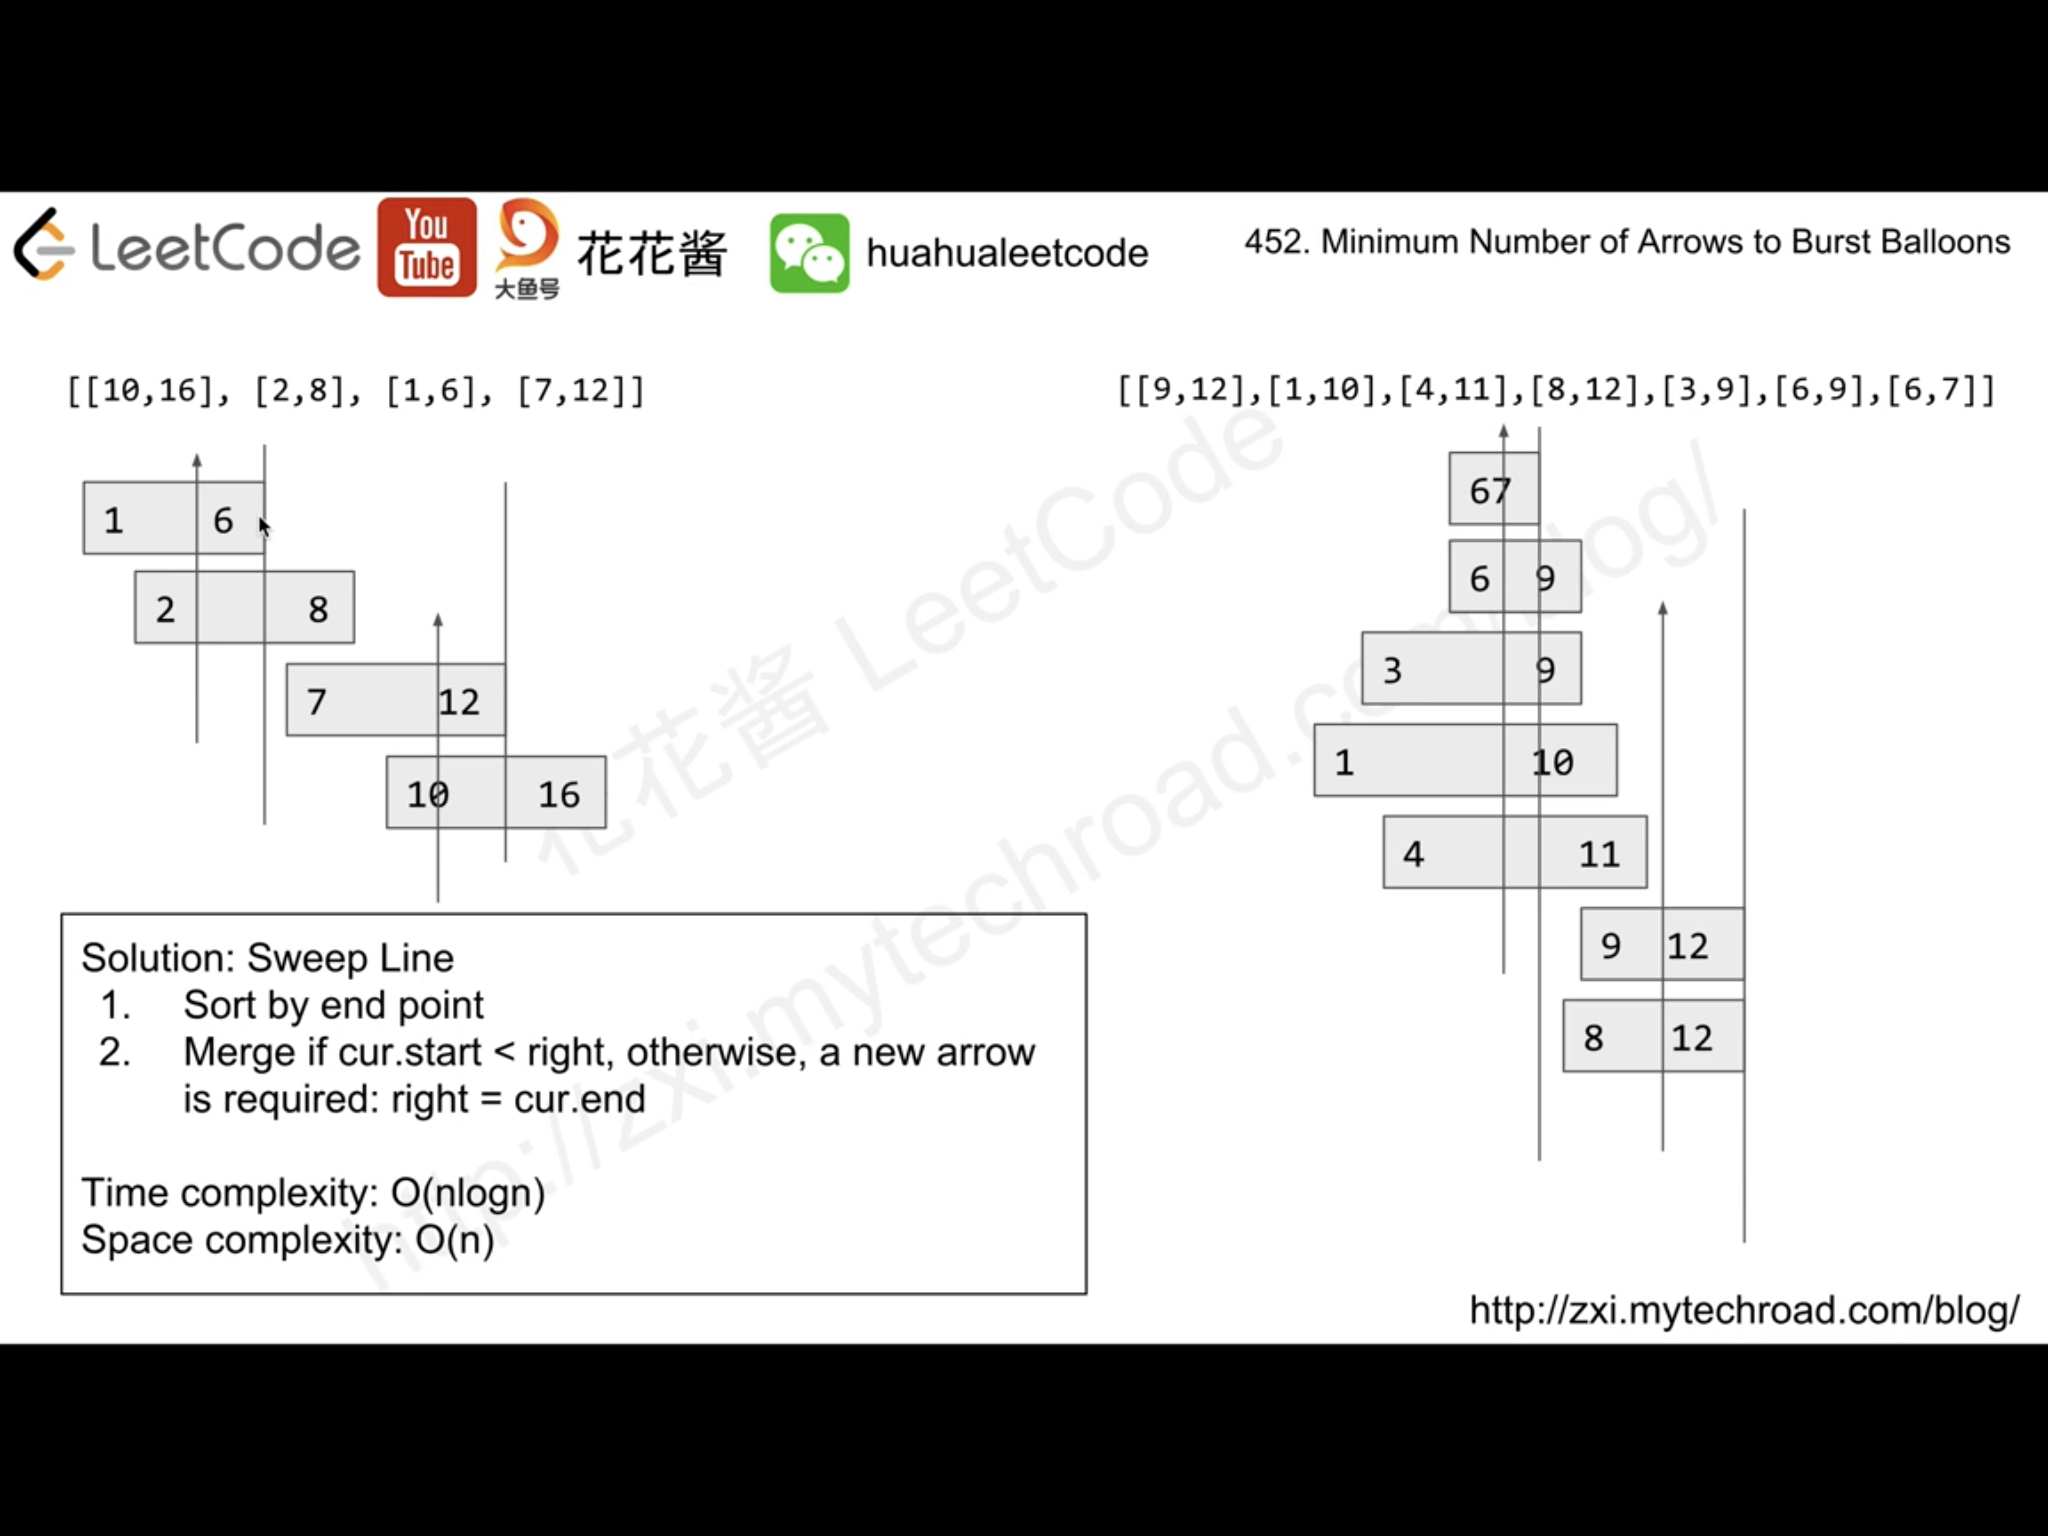 LeetCode
You
Tube
大鱼号
花花酱
huahualeetcode
452. Minimum Number of Arrows to Burst Balloons
[[10,16], [2,8], [1,6], [7,12]]
1 6
2 8
7 12
10 16
[[9,12],[1,10],[4,11],[8,12],[3,9],[6,9],[6,7]]
67
6 9
3 9
1 10
4 11
9 12
8 12
花花酱 LeetCode
http://zxi.mytechroad.com/blog/
Solution: Sweep Line
1. Sort by end point
2. Merge if cur.start < right, otherwise, a new arrow
is required: right = cur.end
Time complexity: O(nlogn)
Space complexity: O(n)
http://zxi.mytechroad.com/blog/